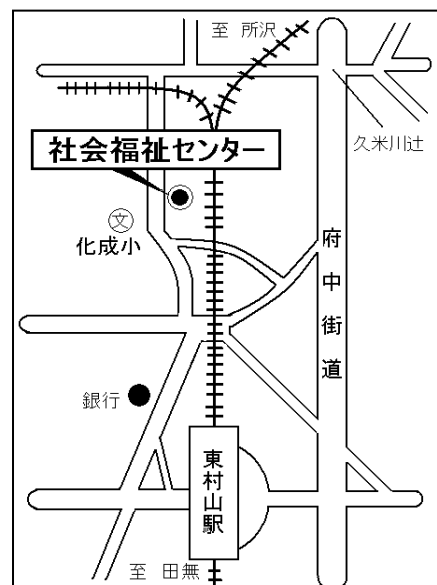 至 所沢
久米川辻
社会福祉センター
文
化成小
府中街道
銀行
東村山駅
至 田無